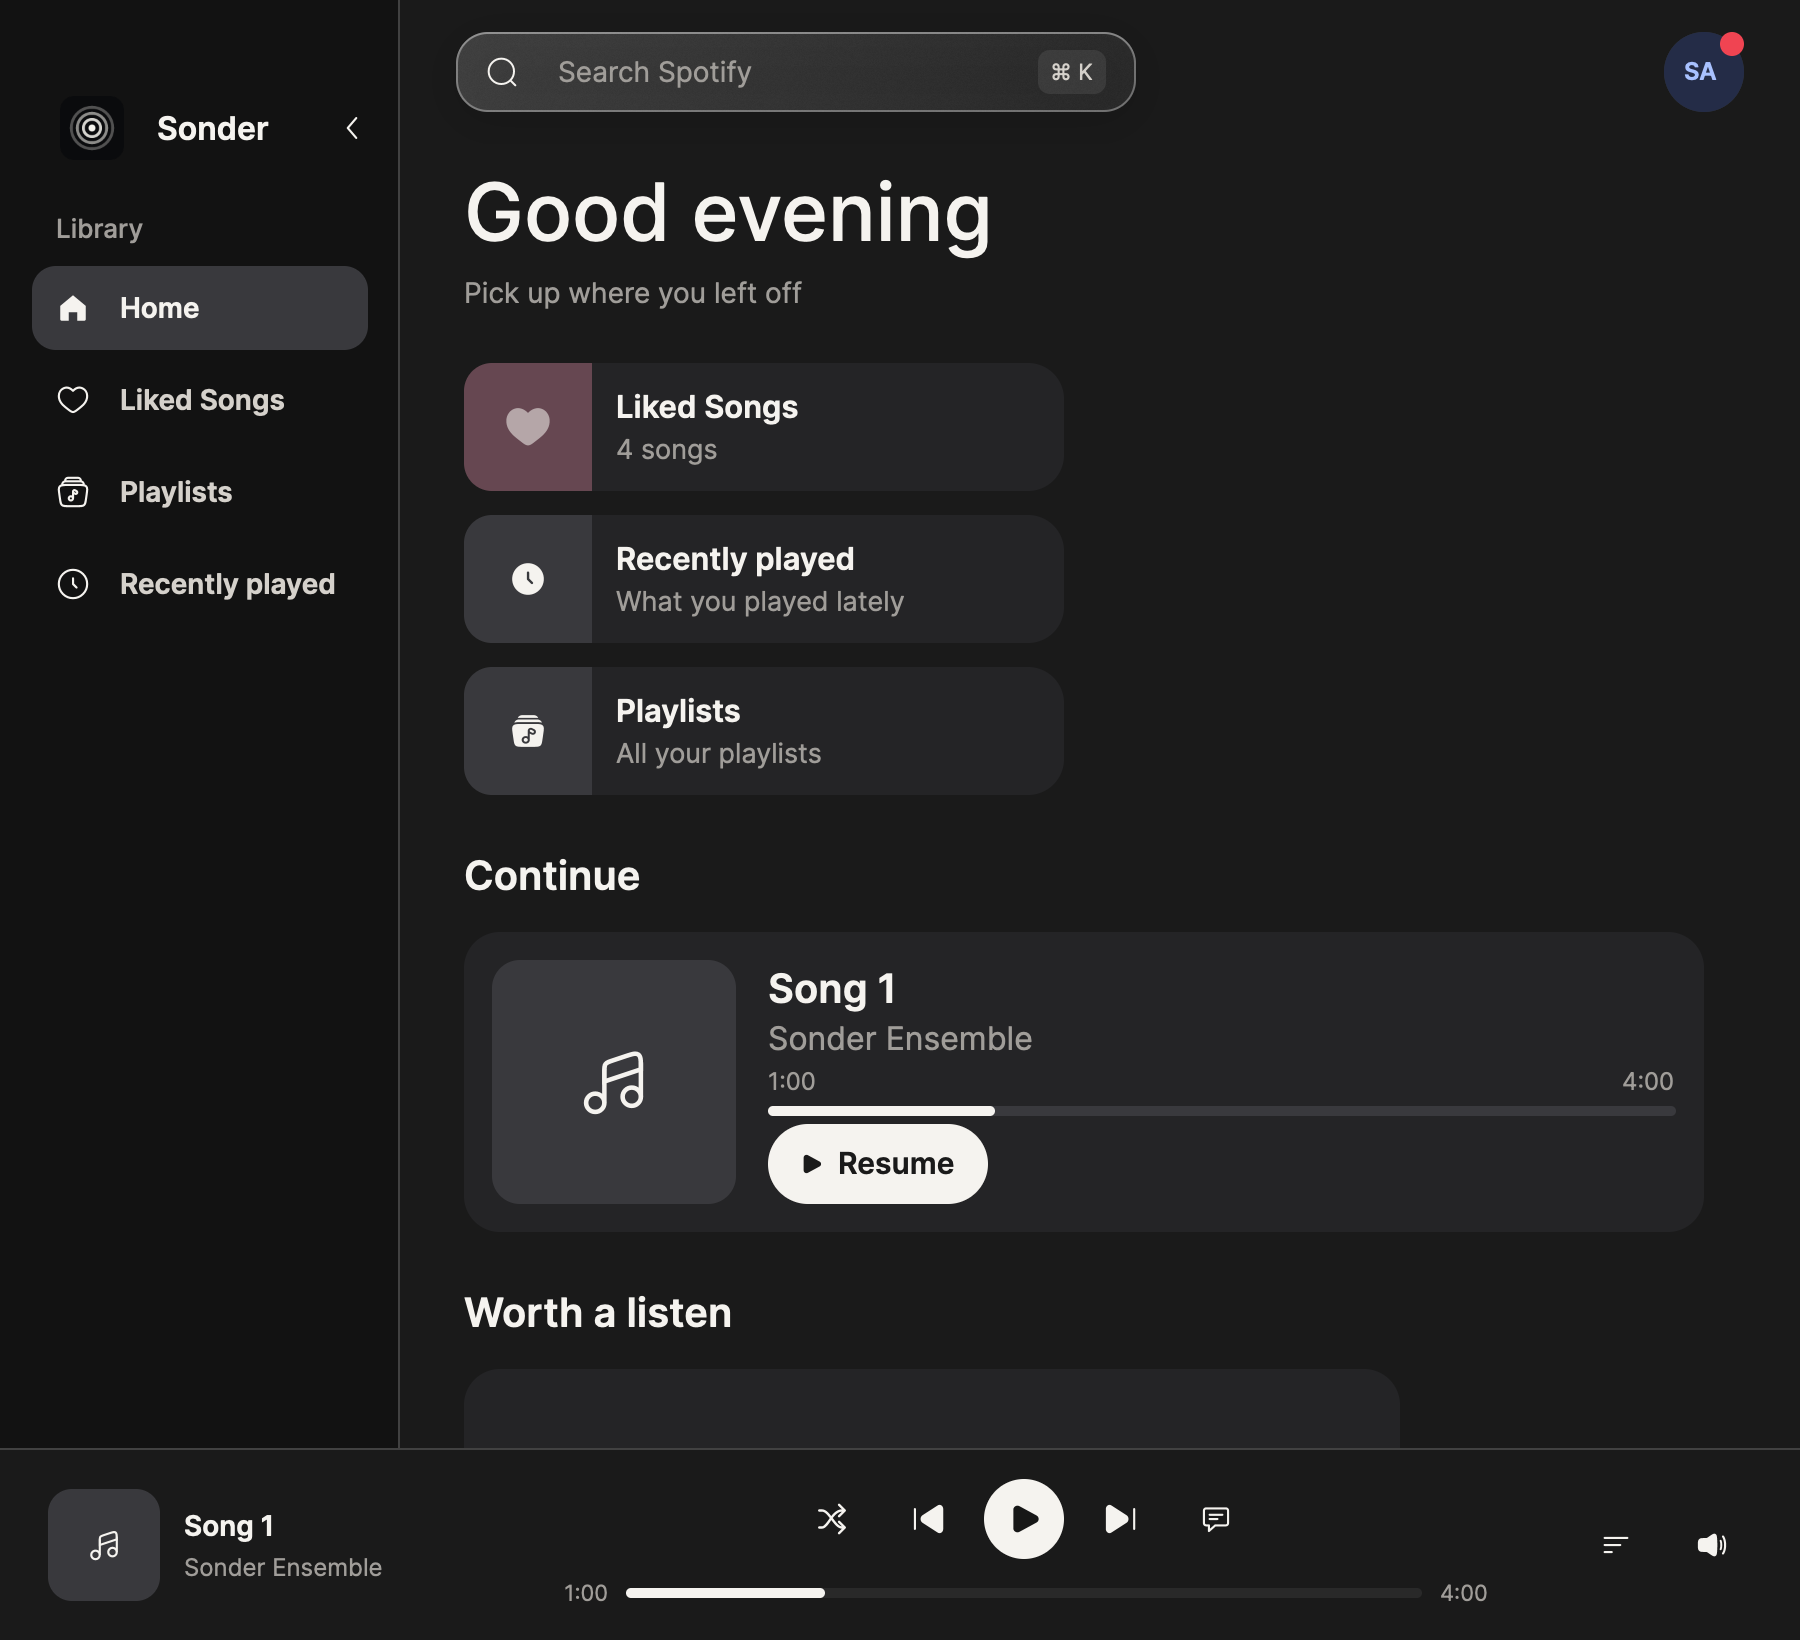 Search Spotify
⌘ K
SA
Sonder
Library
Home
Liked Songs
Playlists
Recently played
Good evening
Pick up where you left off
Liked Songs
4 songs
Recently played
What you played lately
Playlists
All your playlists
Continue
Song 1
Sonder Ensemble
1:00
4:00
Resume
Worth a listen
Song 1
Sonder Ensemble
1:00
4:00